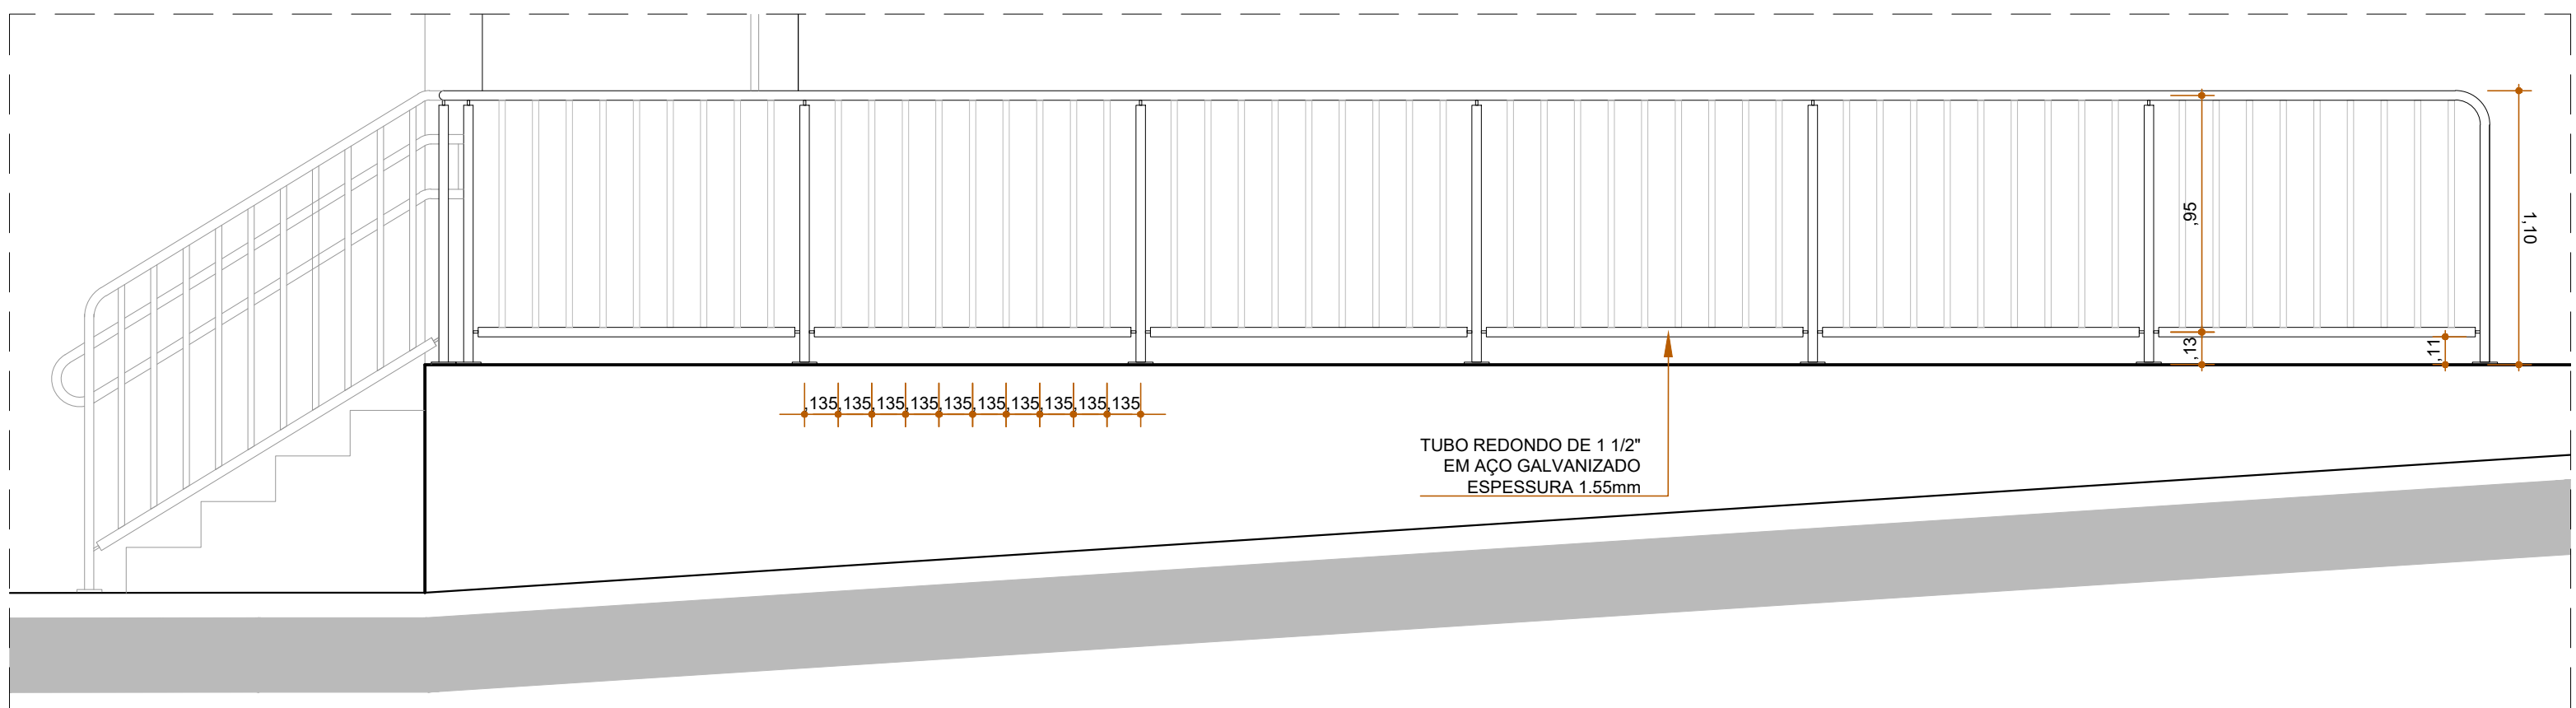 ,95
1,10
,13
,11
,135 ,135 ,135 ,135 ,135 ,135 ,135 ,135 ,135 ,135
TUBO REDONDO DE 1 1/2"
EM AÇO GALVANIZADO
ESPESSURA 1.55mm